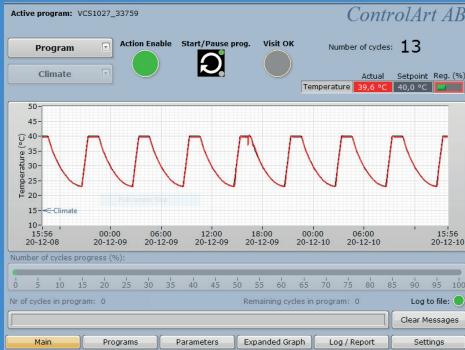 Active program: VCS1027_33759
ControlArt AB
Program
Action Enable
Start/Pause prog.
Visit OK
Number of cycles: 13
Climate
Actual Setpoint Reg. (%)
Temperature 39,6 °C 40,0 °C
Temperature (°C)
50
45
40
35
30
25
20
15
10
Climate
15:56 00:00 06:00 12:00 18:00 00:00 06:00 15:56
20-12-08 20-12-09 20-12-09 20-12-09 20-12-09 20-12-10 20-12-10 20-12-10
Number of cycles progress (%):
0 5 10 15 20 25 30 35 40 45 50 55 60 65 70 75 80 85 90 95 100
Nr of cycles in program: 0
Remaining cycles in program: 0
Log to file:
Clear Messages
Main
Programs
Parameters
Expanded Graph
Log / Report
Settings